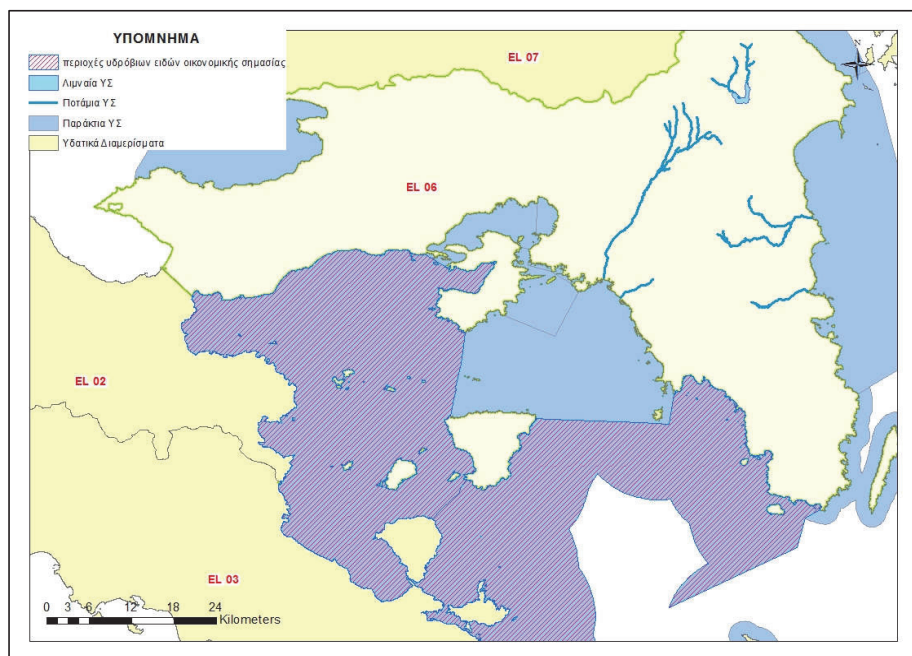 ΥΠΟΜΝΗΜΑ
περιοχές υδρόβιων ειδών οικονομικής σημασίας
Λιμναία ΥΣ
Ποτάμια ΥΣ
Παράκτια ΥΣ
Υδατικά Διαμερίσματα
N
EL 07
EL 06
EL 02
EL 03
0 3 6 12 18 24
Kilometers